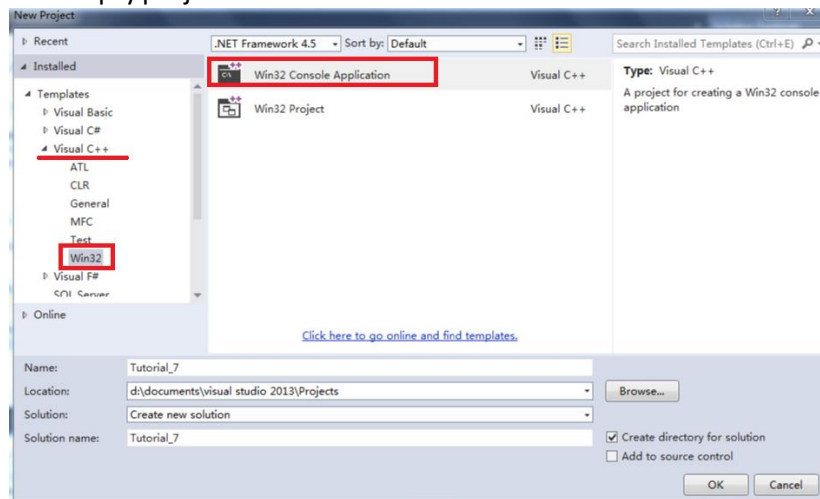 New Project
Recent
.NET Framework 4.5 Sort by: Default
Search Installed Templates (Ctrl+E)
Installed
Templates
Visual Basic
Visual C#
Visual C++
ATL
CLR
General
MFC
Test
Win32
Visual F#
SQL Server
Online
Win32 Console Application Visual C++
Win32 Project Visual C++
Click here to go online and find templates.
Type: Visual C++
A project for creating a Win32 console
application
Name: Tutorial_7
Location: d:\documents\visual studio 2013\Projects
Browse...
Solution: Create new solution
Solution name: Tutorial_7
Create directory for solution
Add to source control
OK Cancel